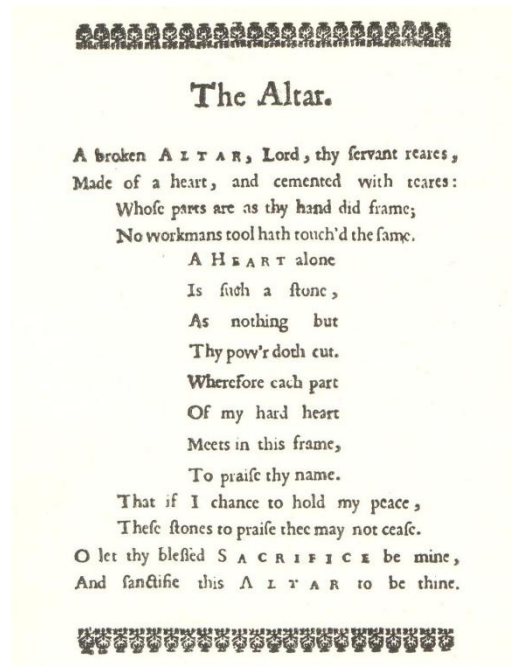 The Altar.
A broken ALTAR, Lord, thy ſervant reares,
Made of a heart, and cemented with teares:
Whoſe parts are as thy hand did frame;
No workmans tool hath touch'd the ſame.
A HEART alone
Is ſuch a ſtone,
As nothing but
Thy pow'r doth cut.
Wherefore each part
Of my hard heart
Meets in this frame,
To praiſe thy name.
That if I chance to hold my peace,
Theſe ſtones to praiſe thee may not ceaſe.
O let thy bleſſed SACRIFICE be mine,
And ſanctifie this ALTAR to be thine.